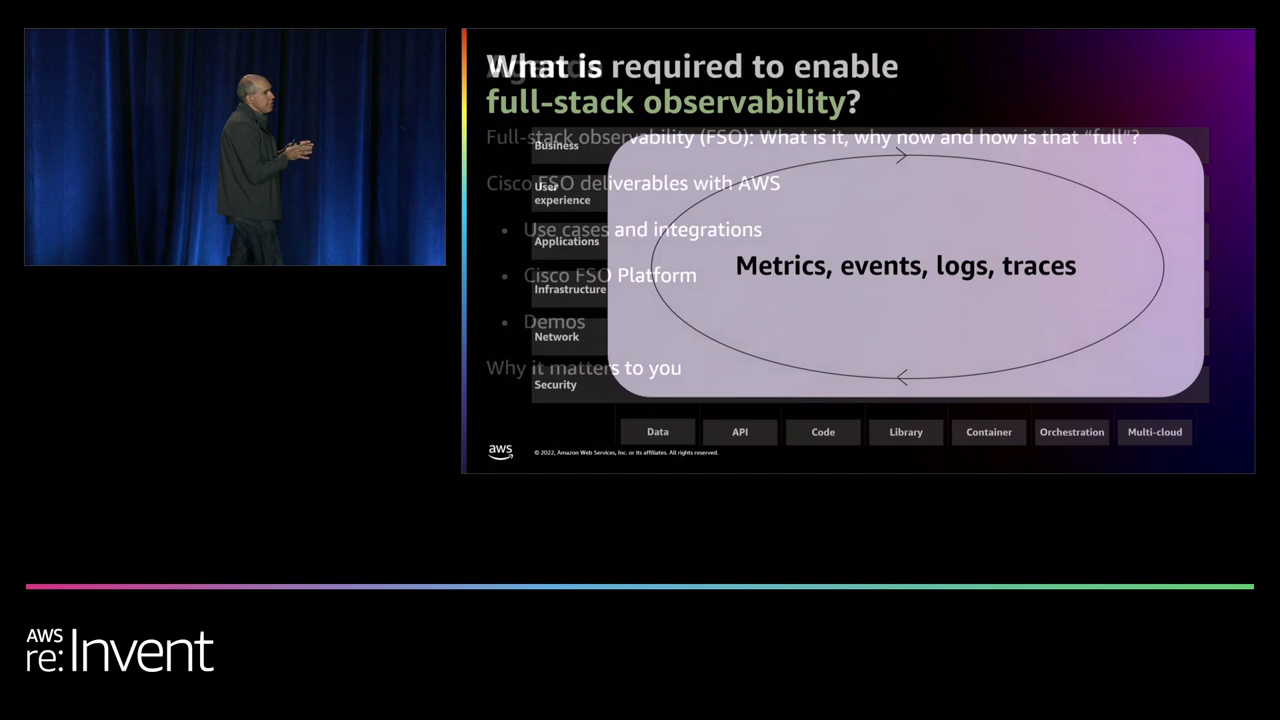 Agenda
What is required to enable
full-stack observability?
Full-stack observability (FSO): What is it, why now and how is that “full”?
Business
Cisco FSO deliverables with AWS
User
experience
• Use cases and integrations
Applications
Metrics, events, logs, traces
• Cisco FSO Platform
Infrastructure
• Demos
Network
Why it matters to you
Security
Data API Code Library Container Orchestration Multi-cloud
aws
© 2022, Amazon Web Services, Inc. or its affiliates. All rights reserved.
AWS
re:Invent